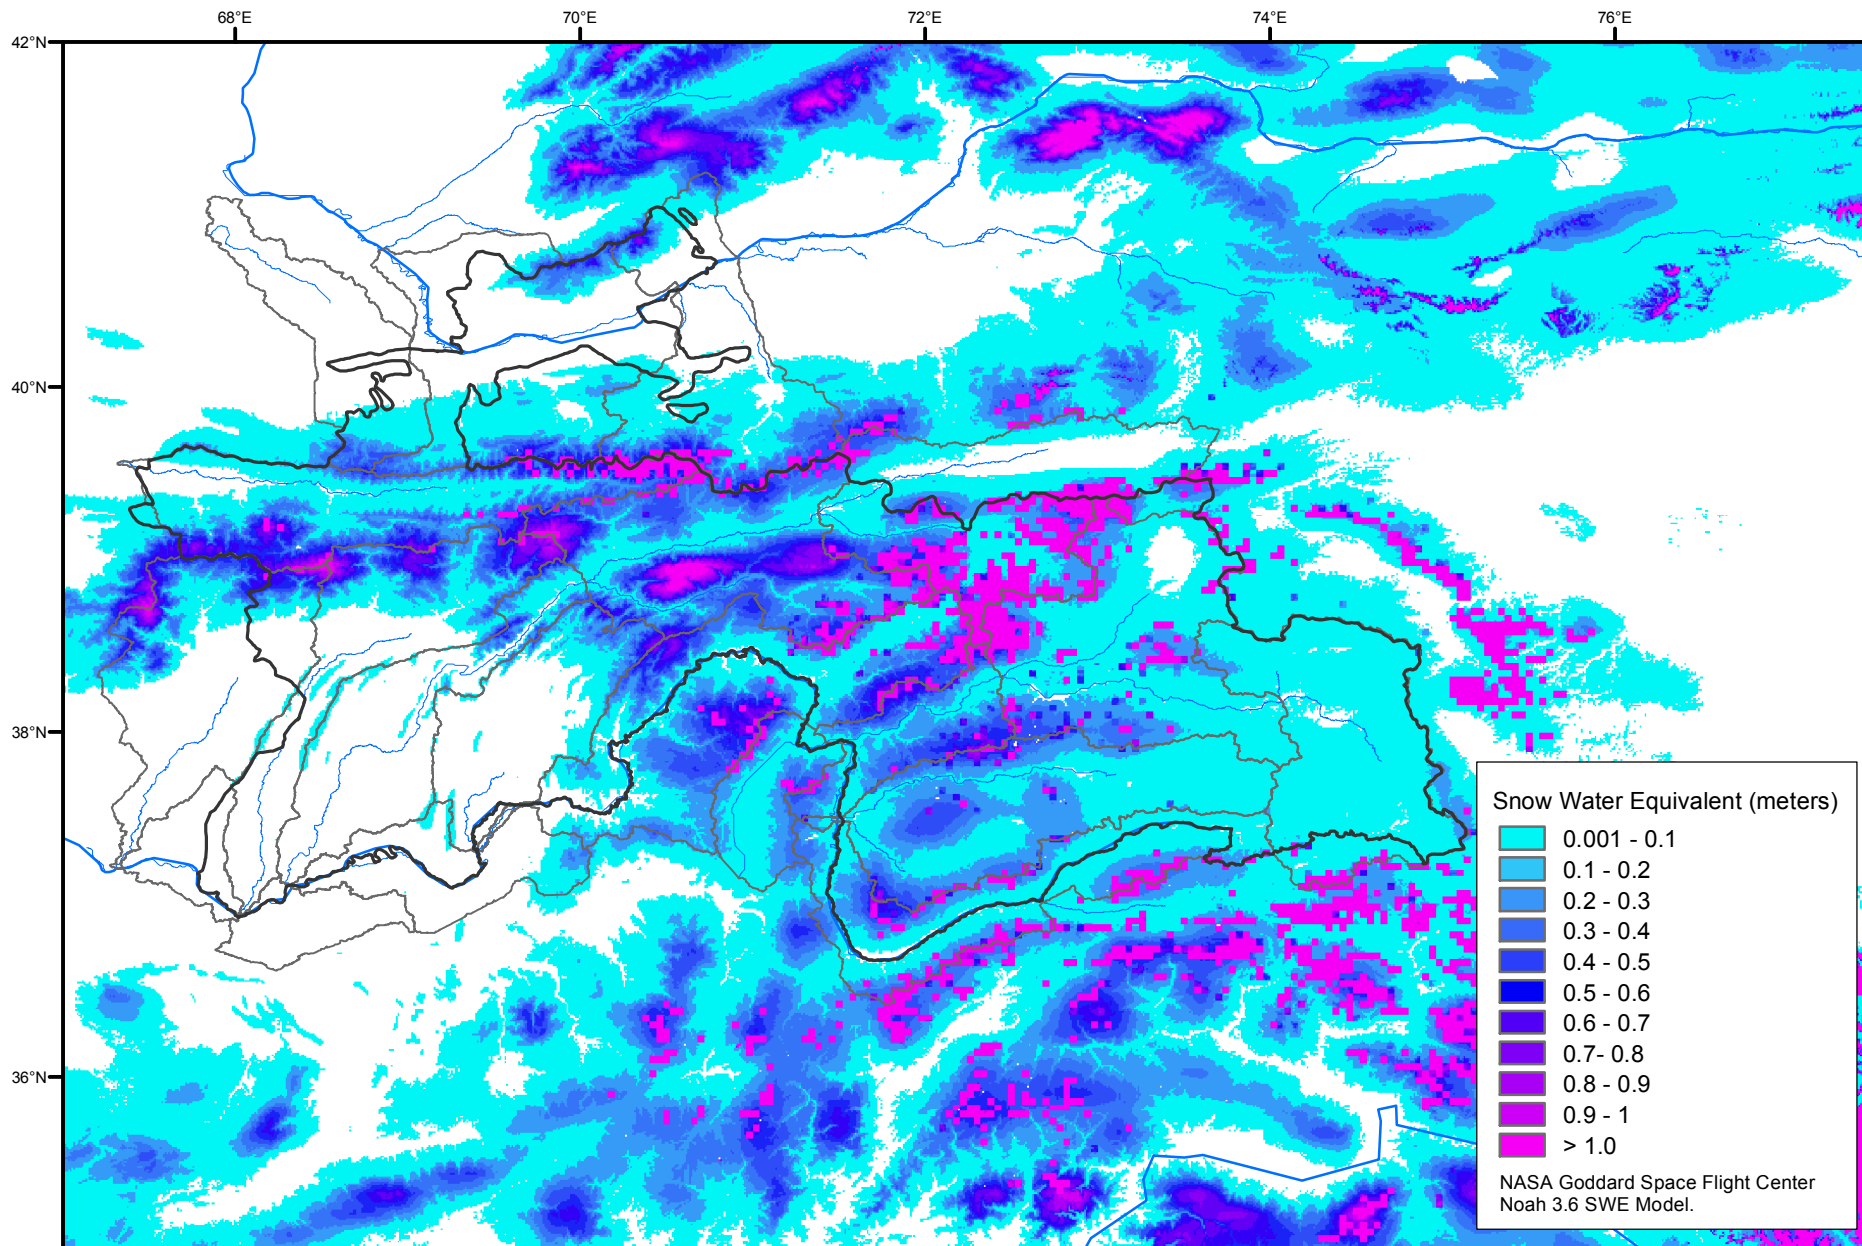 68°E 70°E 72°E 74°E 76°E
42°N
40°N
38°N
36°N
Snow Water Equivalent (meters)
0.001 - 0.1
0.1 - 0.2
0.2 - 0.3
0.3 - 0.4
0.4 - 0.5
0.5 - 0.6
0.6 - 0.7
0.7- 0.8
0.8 - 0.9
0.9 - 1
> 1.0
NASA Goddard Space Flight Center
Noah 3.6 SWE Model.